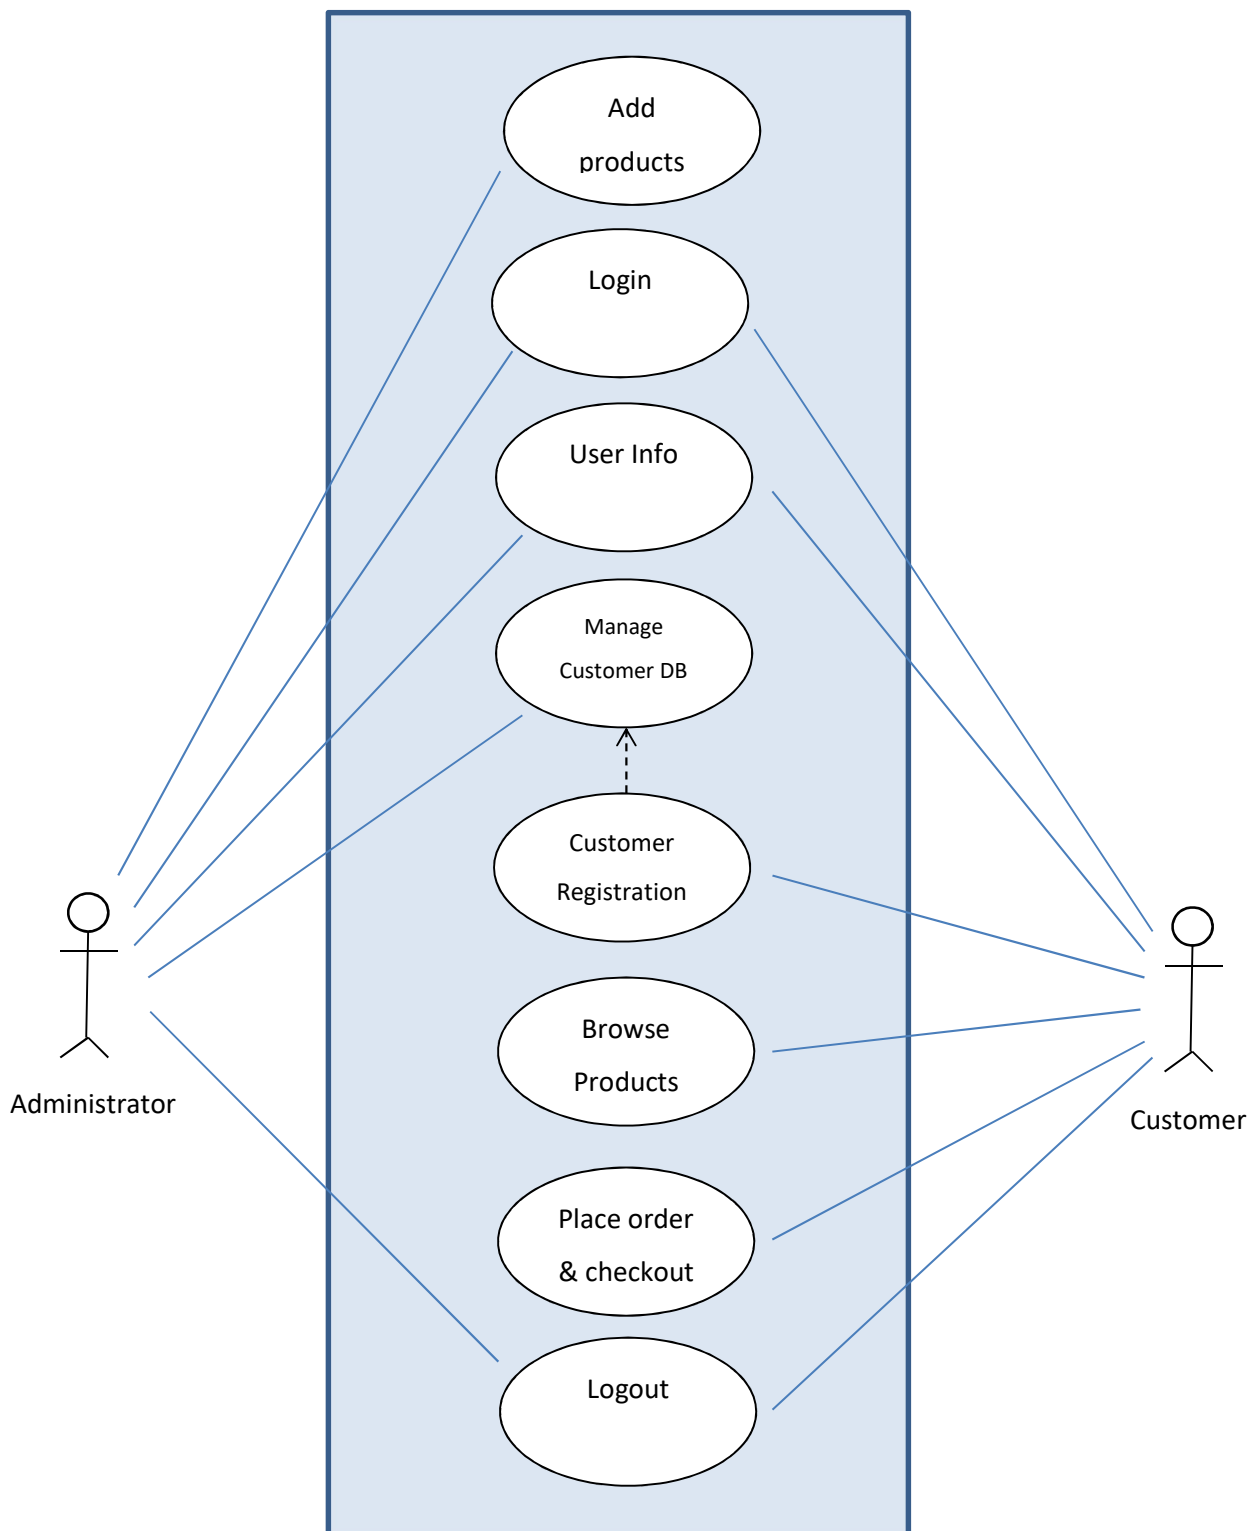 Add
products
Login
User Info
Manage
Customer DB
Customer
Registration
Browse
Products
Administrator
Customer
Place order
& checkout
Logout